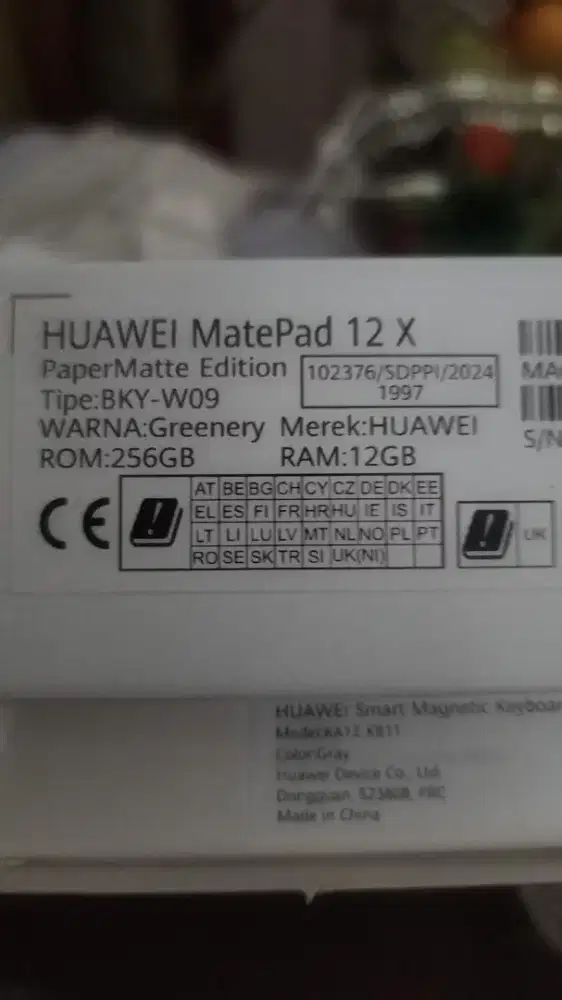 HUAWEI MatePad 12 X
PaperMatte Edition
102376/SDPPI/2024
1997
Tipe:BKY-W09
WARNA:Greenery Merek:HUAWEI
ROM:256GB RAM:12GB
CE
AT BE BG CH CY CZ DE DK EE
EL ES FI FR HR HU IE IS IT
LT LI LU LV MT NL NO PL PT
RO SE SK TR SI UK(NI)
UK
S/N
HUAWEI Smart Magnetic
Color:Gray
Huawei Device Co., Ltd.
Dongguan, 523808, PRC
Made in China